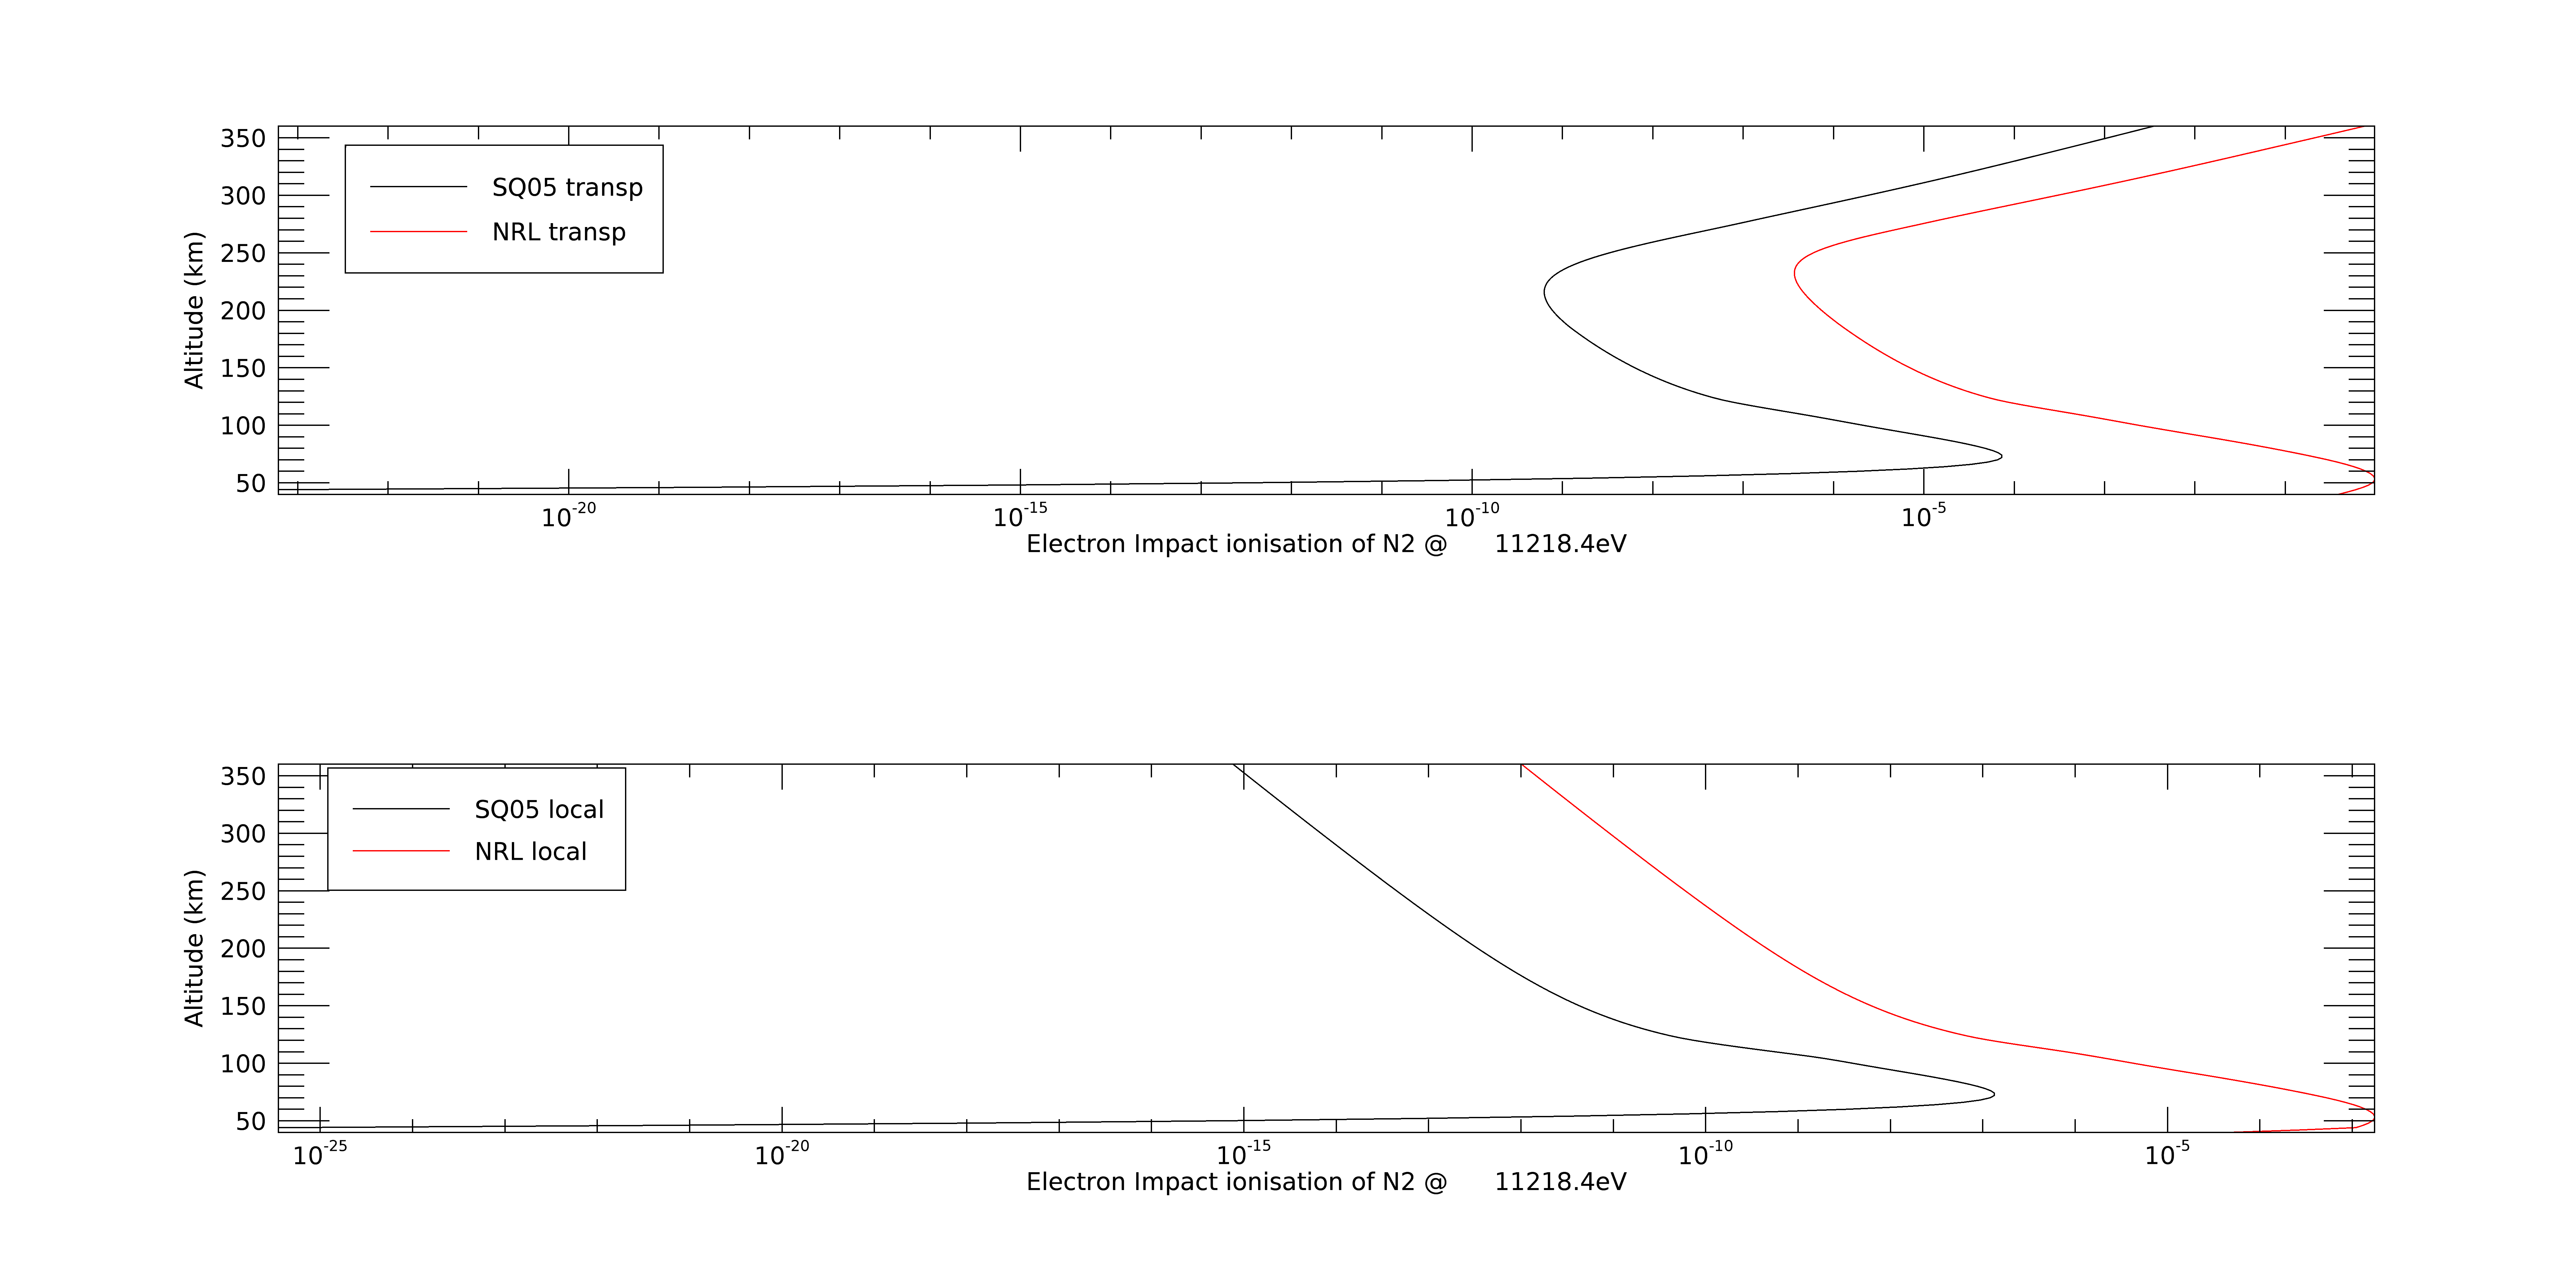 350
300
250
200
150
100
50
Altitude (km)
SQ05 transp
NRL transp
10-20
10-15
10-10
10-5
Electron Impact ionisation of N2 @ 11218.4eV
350
300
250
200
150
100
50
Altitude (km)
SQ05 local
NRL local
10-25
10-20
10-15
10-10
10-5
Electron Impact ionisation of N2 @ 11218.4eV